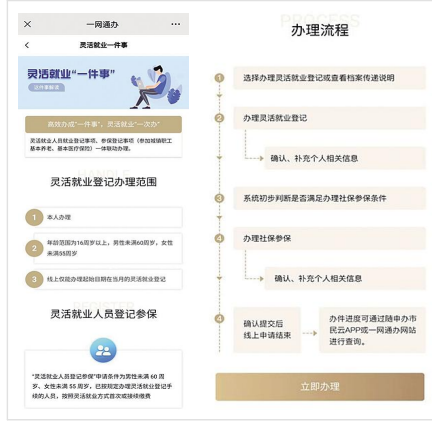 一网通办
灵活就业一件事
灵活就业“一件事”
高效办成“一件事”，灵活就业“一次办”
灵活就业人员就业登记事项、参保登记事项（参加城镇职工
基本养老、基本医疗保险）一体联动办理。
灵活就业登记办理范围
1 本人办理
2 年龄范围为16周岁以上，男性未满60周岁，女性
未满55周岁
3 线上仅能办理起始日期在当月的灵活就业登记
灵活就业人员登记参保
“灵活就业人员登记参保”申请条件为男性未满 60 周
岁、女性未满 55 岁，已按规定办理灵活就业登记手
续的人员，按照灵活就业方式首次或接续缴费
PROCESS
办理流程
1 选择办理灵活就业登记或查看档案传递说明
2 办理灵活就业登记
确认、补充个人相关信息
3 系统初步判断是否满足办理社保参保条件
4 办理社保参保
确认、补充个人相关信息
4 确认提交后
线上申请结束
办件进度可通过随申办市
民云APP或一网通办网站
进行查询。
立即办理